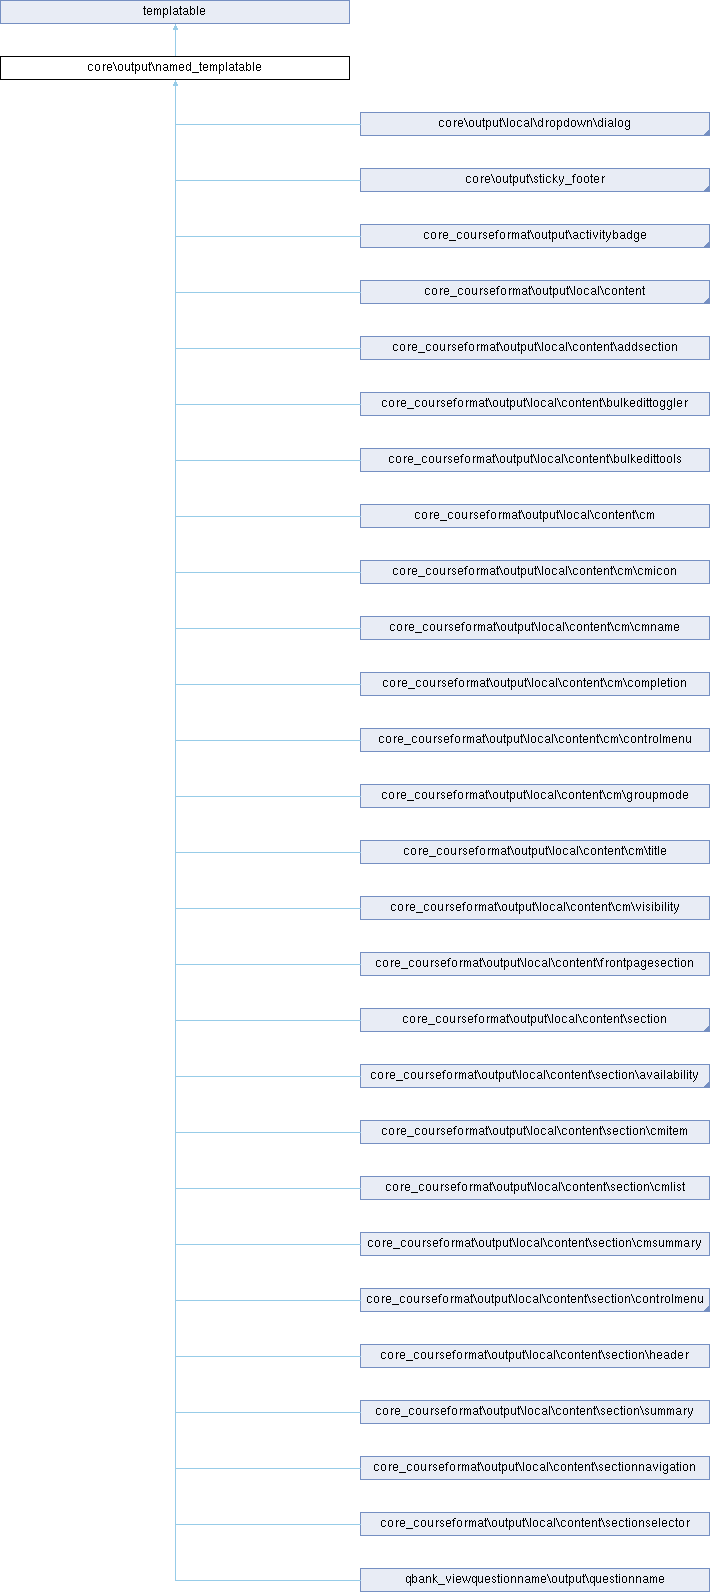 templatable
core\output\named_templatable
core\output\local\dropdown\dialog
core\output\sticky_footer
core_courseformat\output\activitybadge
core_courseformat\output\local\content
core_courseformat\output\local\content\addsection
core_courseformat\output\local\content\bulkedittoggler
core_courseformat\output\local\content\bulkedittools
core_courseformat\output\local\content\cm
core_courseformat\output\local\content\cm\cmicon
core_courseformat\output\local\content\cm\cmname
core_courseformat\output\local\content\cm\completion
core_courseformat\output\local\content\cm\controlmenu
core_courseformat\output\local\content\cm\groupmode
core_courseformat\output\local\content\cm\title
core_courseformat\output\local\content\cm\visibility
core_courseformat\output\local\content\frontpagesection
core_courseformat\output\local\content\section
core_courseformat\output\local\content\section\availability
core_courseformat\output\local\content\section\cmitem
core_courseformat\output\local\content\section\cmlist
core_courseformat\output\local\content\section\cmsummary
core_courseformat\output\local\content\section\controlmenu
core_courseformat\output\local\content\section\header
core_courseformat\output\local\content\section\summary
core_courseformat\output\local\content\sectionnavigation
core_courseformat\output\local\content\sectionselector
qbank_viewquestionname\output\questionname